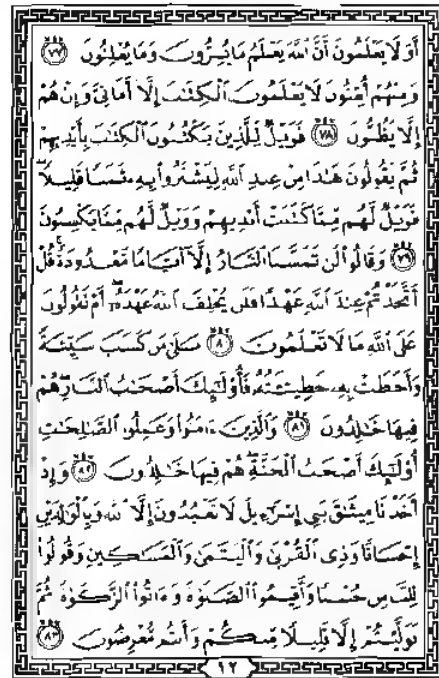 أَوَلَا يَعْلَمُونَ أَنَّ ٱللَّهَ يَعْلَمُ مَا يُسِرُّونَ وَمَا يُعْلِنُونَ ٧٧
وَمِنْهُمْ أُمِّيُّونَ لَا يَعْلَمُونَ ٱلْكِتَٰبَ إِلَّآ أَمَانِىَّ وَإِنْ هُمْ
إِلَّا يَظُنُّونَ ٧٨ فَوَيْلٌ لِّلَّذِينَ يَكْتُبُونَ ٱلْكِتَٰبَ بِأَيْدِيهِمْ
ثُمَّ يَقُولُونَ هَٰذَا مِنْ عِندِ ٱللَّهِ لِيَشْتَرُوا۟ بِهِۦ ثَمَنًا قَلِيلًا
فَوَيْلٌ لَّهُم مِّمَّا كَتَبَتْ أَيْدِيهِمْ وَوَيْلٌ لَّهُم مِّمَّا يَكْسِبُونَ
٧٩ وَقَالُوا۟ لَن تَمَسَّنَا ٱلنَّارُ إِلَّآ أَيَّامًا مَّعْدُودَةً قُلْ
أَتَّخَذْتُمْ عِندَ ٱللَّهِ عَهْدًا فَلَن يُخْلِفَ ٱللَّهُ عَهْدَهُۥٓ أَمْ تَقُولُونَ
عَلَى ٱللَّهِ مَا لَا تَعْلَمُونَ ٨٠ بَلَىٰ مَن كَسَبَ سَيِّئَةً
وَأَحَٰطَتْ بِهِۦ خَطِيٓـَٔتُهُۥ فَأُو۟لَٰٓئِكَ أَصْحَٰبُ ٱلنَّارِ هُمْ
فِيهَا خَٰلِدُونَ ٨١ وَٱلَّذِينَ ءَامَنُوا۟ وَعَمِلُوا۟ ٱلصَّٰلِحَٰتِ
أُو۟لَٰٓئِكَ أَصْحَٰبُ ٱلْجَنَّةِ هُمْ فِيهَا خَٰلِدُونَ ٨٢ وَإِذْ
أَخَذْنَا مِيثَٰقَ بَنِىٓ إِسْرَٰٓءِيلَ لَا تَعْبُدُونَ إِلَّا ٱللَّهَ وَبِٱلْوَٰلِدَيْنِ
إِحْسَانًا وَذِى ٱلْقُرْبَىٰ وَٱلْيَتَٰمَىٰ وَٱلْمَسَٰكِينِ وَقُولُوا۟
لِلنَّاسِ حُسْنًا وَأَقِيمُوا۟ ٱلصَّلَوٰةَ وَءَاتُوا۟ ٱلزَّكَوٰةَ ثُمَّ
تَوَلَّيْتُمْ إِلَّا قَلِيلًا مِّنكُمْ وَأَنتُم مُّعْرِضُونَ ٨٣
١٢